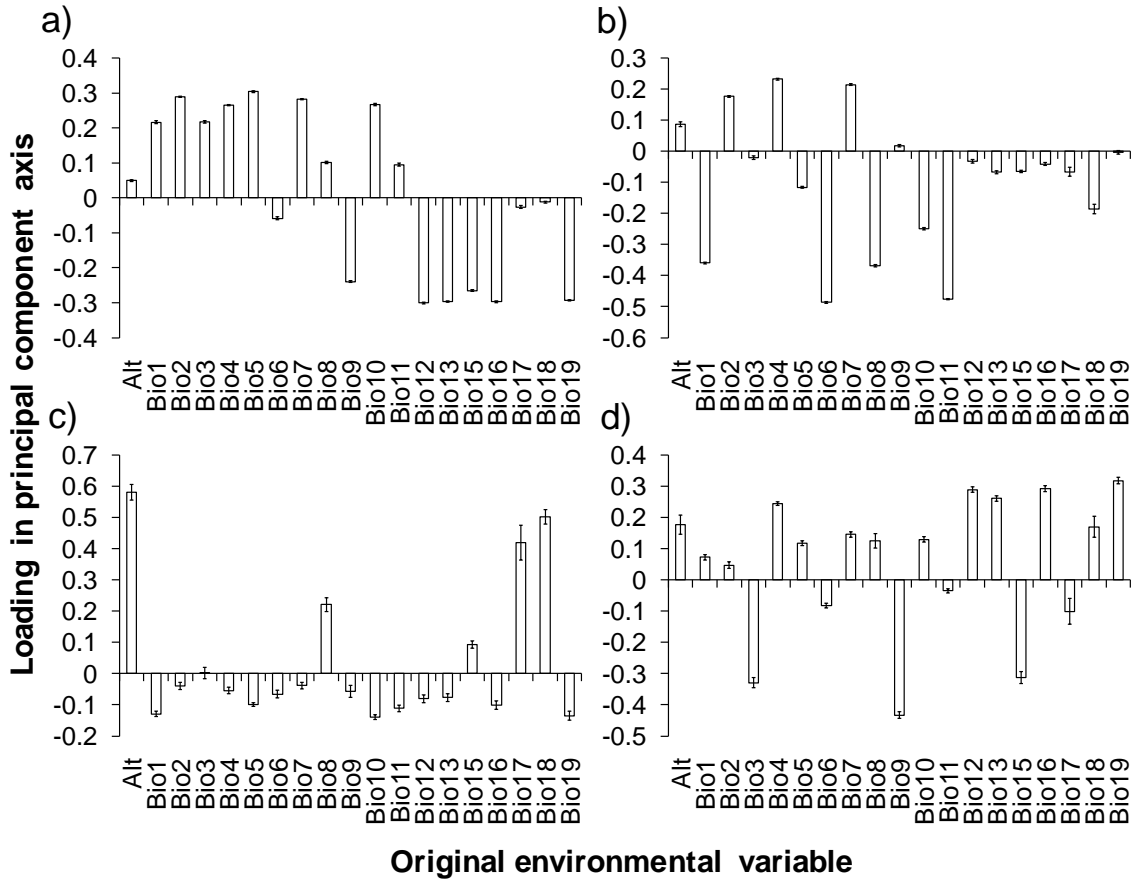 a)
0.4
0.3
0.2
0.1
0
-0.1
-0.2
-0.3
-0.4
Alt
Bio1
Bio2
Bio3
Bio4
Bio5
Bio6
Bio7
Bio8
Bio9
Bio10
Bio11
Bio12
Bio13
Bio15
Bio16
Bio17
Bio18
Bio19
b)
0.3
0.2
0.1
0
-0.1
-0.2
-0.3
-0.4
-0.5
-0.6
Alt
Bio1
Bio2
Bio3
Bio4
Bio5
Bio6
Bio7
Bio8
Bio9
Bio10
Bio11
Bio12
Bio13
Bio15
Bio16
Bio17
Bio18
Bio19
c)
0.7
0.6
0.5
0.4
0.3
0.2
0.1
0
-0.1
-0.2
Alt
Bio1
Bio2
Bio3
Bio4
Bio5
Bio6
Bio7
Bio8
Bio9
Bio10
Bio11
Bio12
Bio13
Bio15
Bio16
Bio17
Bio18
Bio19
d)
0.4
0.3
0.2
0.1
0
-0.1
-0.2
-0.3
-0.4
-0.5
Alt
Bio1
Bio2
Bio3
Bio4
Bio5
Bio6
Bio7
Bio8
Bio9
Bio10
Bio11
Bio12
Bio13
Bio15
Bio16
Bio17
Bio18
Bio19
Loading in principal component axis
Original environmental variable